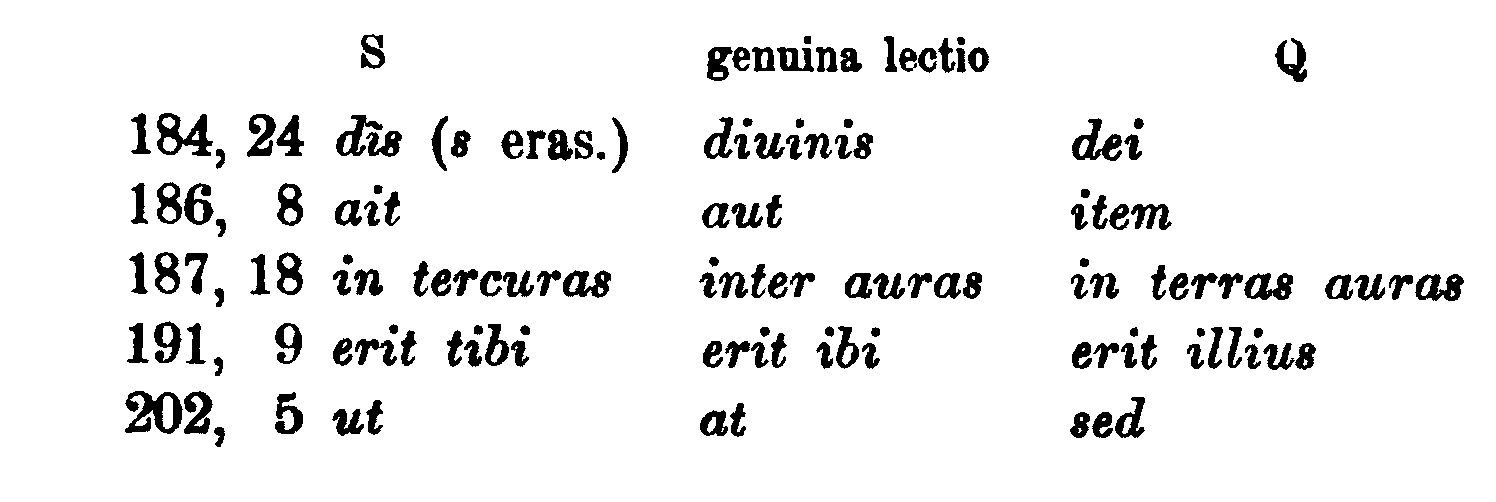 S genuina lectio Q
184, 24 dĩs (s eras.) diuinis dei
186, 8 ait aut item
187, 18 in tercuras inter auras in terras auras
191, 9 erit tibi erit ibi erit illius
202, 5 ut at sed